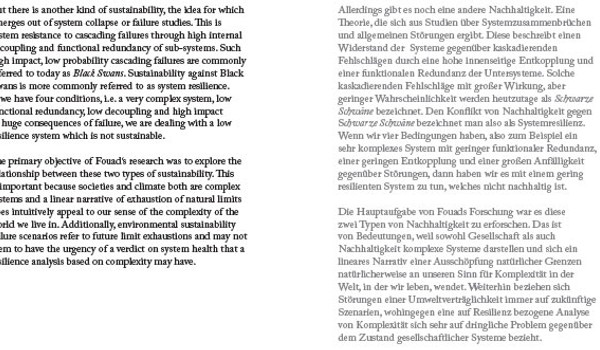 ut there is another kind of sustainability, the idea for which
nerges out of system collapse or failure studies. This is
stem resistance to cascading failures through high internal
coupling and functional redundancy of sub-systems. Such
gh impact, low probability cascading failures are commonly
ferred to today as Black Swans. Sustainability against Black
wans is more commonly referred to as system resilience.
we have four conditions, i.e. a very complex system, low
nctional redundancy, low decoupling and high impact
huge consequences of failure, we are dealing with a low
silience system which is not sustainable.
ne primary objective of Fouad's research was to explore the
lationship between these two types of sustainability. This
important because societies and climate both are complex
stems and a linear narrative of exhaustion of natural limits
es intuitively appeal to our sense of the complexity of the
orld we live in. Additionally, environmental sustainability
ilure scenarios refer to future limit exhaustions and may not
em to have the urgency of a verdict on system health that a
silience analysis based on complexity may have.
Allerdings gibt es noch eine andere Nachhaltigkeit. Eine
Theorie, die sich aus Studien über Systemzusammenbrüchen
und allgemeinen Störungen ergibt. Diese beschreibt einen
Widerstand der Systeme gegenüber kaskadierenden
Fehlschlägen durch eine hohe innenseitige Entkopplung und
einer funktionalen Redundanz der Untersysteme. Solche
kaskadierenden Fehlschläge mit großer Wirkung, aber
geringer Wahrscheinlichkeit werden heutzutage als Schwarze
Schwäne bezeichnet. Den Konflikt von Nachhaltigkeit gegen
Schwarze Schwäne bezeichnet man also als Systemresilienz.
Wenn wir vier Bedingungen haben, also zum Beispiel ein
sehr komplexes System mit geringer funktionaler Redundanz,
einer geringen Entkopplung und einer großen Anfälligkeit
gegenüber Störungen, dann haben wir es mit einem gering
resilienten System zu tun, welches nicht nachhaltig ist.
Die Hauptaufgabe von Fouads Forschung war es diese
zwei Typen von Nachhaltigkeit zu erforschen. Das ist
von Bedeutungen, weil sowohl Gesellschaft als auch
Nachhaltigkeit komplexe Systeme darstellen und sich ein
lineares Narrativ einer Ausschöpfung natürlicher Grenzen
natürlicherweise an unseren Sinn für Komplexität in der
Welt, in der wir leben, wendet. Weiterhin beziehen sich
Störungen einer Umweltverträglichkeit immer auf zukünftige
Szenarien, wohingegen eine auf Resilienz bezogene Analyse
von Komplexität sich sehr auf dringliche Problem gegenüber
dem Zustand gesellschaftlicher Systeme bezieht.